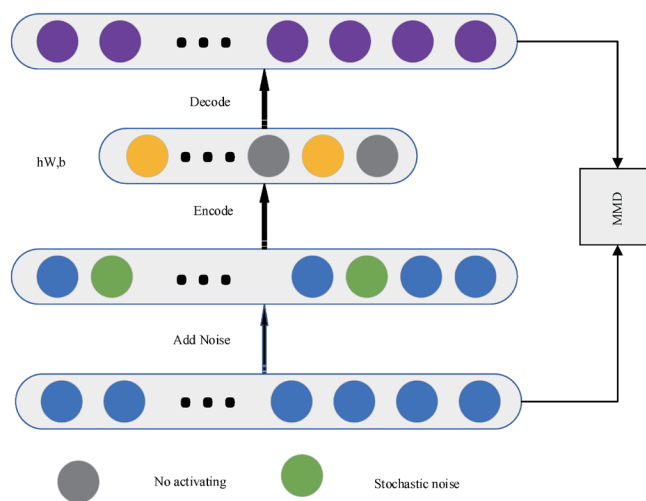 Decode
hW,b
MMD
Encode
Add Noise
No activating
Stochastic noise